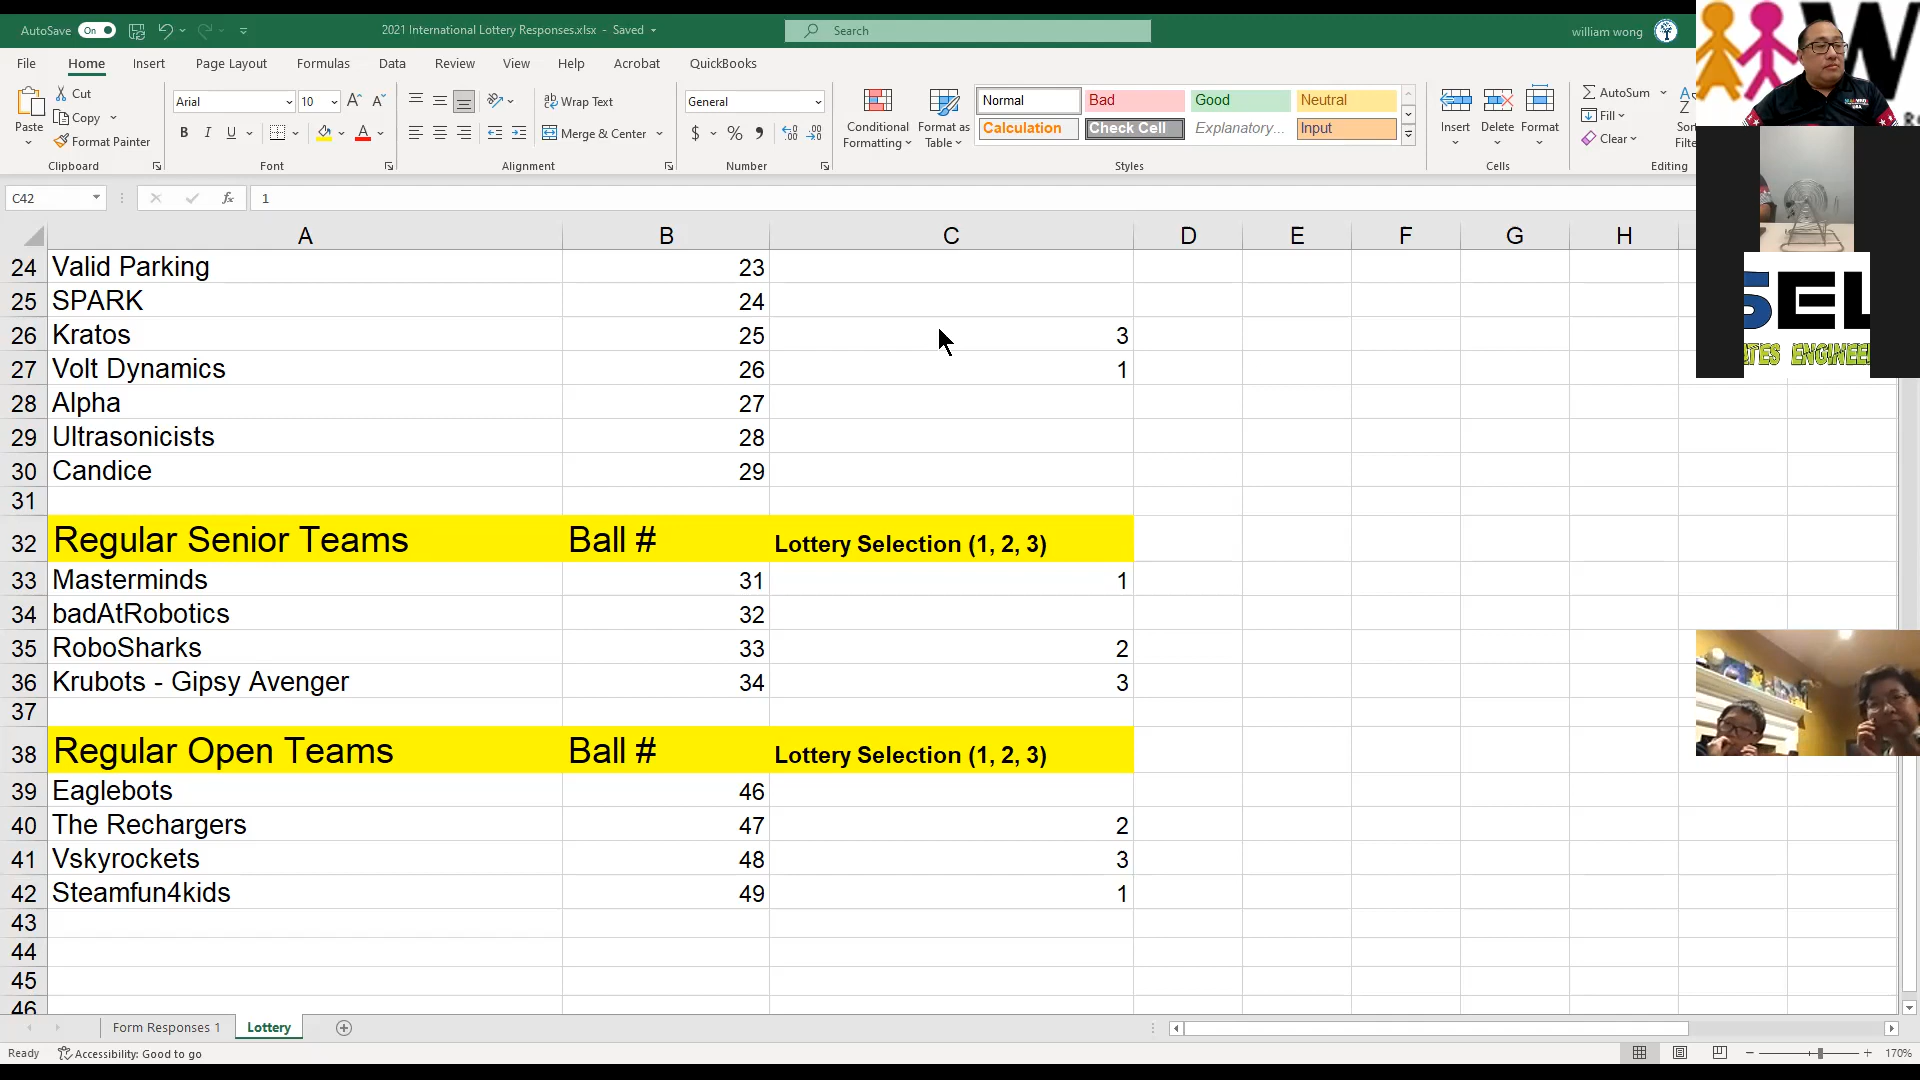 AutoSave On 2021 International Lottery Responses.xlsx - Saved Search william wong
File Home Insert Page Layout Formulas Data Review View Help Acrobat QuickBooks
Paste Cut Copy Format Painter Clipboard
Arial 10 B I U A Font
Wrap Text Merge & Center Alignment
General $ % Number
Conditional Formatting Format as Table
Normal Bad Good Neutral
Calculation Check Cell Explanatory... Input
Styles
Insert Delete Format Cells
AutoSum Fill Clear Editing
C42 fx 1
A B C D E F G H
24 Valid Parking 23
25 SPARK 24
26 Kratos 25 3
27 Volt Dynamics 26 1
28 Alpha 27
29 Ultrasonicists 28
30 Candice 29
31
32 Regular Senior Teams Ball # Lottery Selection (1, 2, 3)
33 Masterminds 31 1
34 badAtRobotics 32
35 RoboSharks 33 2
36 Krubots - Gipsy Avenger 34 3
37
38 Regular Open Teams Ball # Lottery Selection (1, 2, 3)
39 Eaglebots 46
40 The Rechargers 47 2
41 Vskyrockets 48 3
42 Steamfun4kids 49 1
43
44
45
46
Form Responses 1 Lottery
Ready Accessibility: Good to go 170%
W
SEL